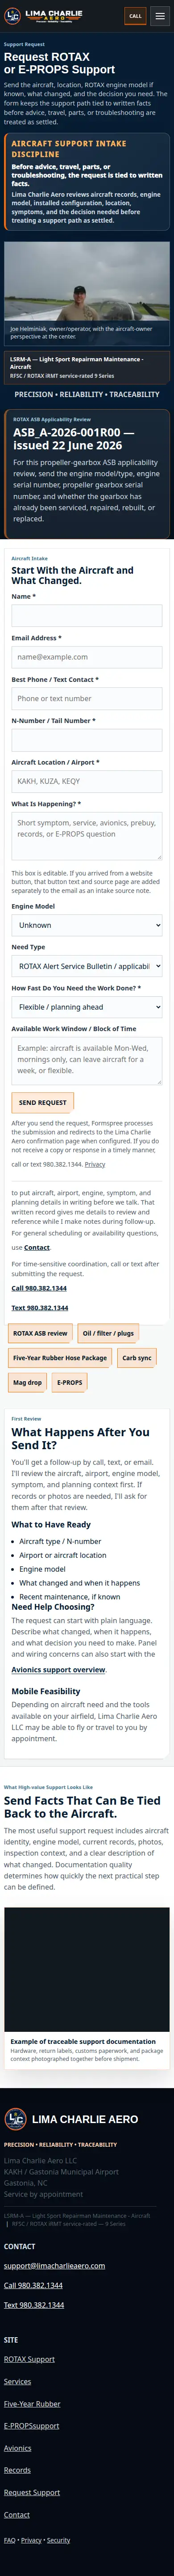 LIMA CHARLIE
AERO
CALL
Support Request
Request ROTAX
or E-PROPS Support
Send the aircraft, location, ROTAX engine model if
known, what changed, and the decision you need. The
form keeps the support path tied to written facts
before advice, travel, parts, or troubleshooting are
treated as settled.
AIRCRAFT SUPPORT INTAKE
DISCIPLINE
Before advice, travel, parts, or
troubleshooting, the request is tied to written
facts.
Lima Charlie Aero reviews aircraft records, engine
model, installed configuration, location,
symptoms, and the decision needed before
treating a support path as settled.
Joe Helminiak, owner/operator, with the aircraft-owner
perspective at the center.
LSRM-A — Light Sport Repairman Maintenance -
Aircraft
RFSC / ROTAX iRMT service-rated 9 Series
PRECISION • RELIABILITY • TRACEABILITY
ROTAX ASB Applicability Review
ASB_A-2026-001R00 —
issued 22 June 2026
For this propeller-gearbox ASB applicability
review, send the engine model/type, engine
serial number, propeller gearbox serial
number, and whether the gearbox has
already been serviced, repaired, rebuilt, or
replaced.
Aircraft Intake
Start With the Aircraft and
What Changed.
Name *
Email Address *
name@example.com
Best Phone / Text Contact *
Phone or text number
N-Number / Tail Number *
Aircraft Location / Airport *
KAKH, KUZA, KEQY
What Is Happening? *
Short symptom, service, avionics, prebuy,
records, or E-PROPS question
This box is editable. If you arrived from a website
button, that button text and source page are added
separately to the email as an intake source note.
Engine Model
Unknown
Need Type
ROTAX Alert Service Bulletin / applicabil
How Fast Do You Need the Work Done? *
Flexible / planning ahead
Available Work Window / Block of Time
Example: aircraft is available Mon-Wed,
mornings only, can leave aircraft for a
week, or flexible.
SEND REQUEST
After you send the request, Formspree processes
the submission and redirects to the Lima Charlie
Aero confirmation page when configured. If you do
not receive a copy or response in a timely manner,
call or text 980.382.1444. Privacy
to put aircraft, airport, engine, symptom, and
planning details in writing before we talk. That
written record gives me details to review and
reference while I make notes during follow-up.
For general scheduling or availability questions,
use Contact.
For time-sensitive coordination, call or text after
submitting the request.
Call 980.382.1444
Text 980.382.1444
ROTAX ASB review
Oil / filter / plugs
Five-Year Rubber Hose Package
Carb sync
Mag drop
E-PROPS
First Review
What Happens After You
Send It?
You'll get a follow-up by call, text, or email.
I'll review the aircraft, airport, engine model,
symptom, and planning context first. If
records or photos are needed, I'll ask for
them after that review.
What to Have Ready
• Aircraft type / N-number
• Airport or aircraft location
• Engine model
• What changed and when it happens
• Recent maintenance, if known
Need Help Choosing?
The request can start with plain language.
Describe what changed, when it happens,
and what decision you need to make. Panel
and wiring concerns can also start with the
Avionics support overview.
Mobile Feasibility
Depending on aircraft need and the tools
available on your airfield, Lima Charlie Aero
LLC may be able to fly or travel to you by
appointment.
What High-value Support Looks Like
Send Facts That Can Be Tied
Back to the Aircraft.
The most useful support request includes aircraft
identity, engine model, current records, photos,
inspection context, and a clear description of
what changed. Documentation quality
determines how quickly the next practical step
can be defined.
Example of traceable support documentation
Hardware, return labels, customs paperwork, and package
context photographed together before shipment.
LIMA CHARLIE AERO
PRECISION • RELIABILITY • TRACEABILITY
Lima Charlie Aero LLC
KAKH / Gastonia Municipal Airport
Gastonia, NC
Service by appointment
LSRM-A — Light Sport Repairman Maintenance - Aircraft
| RFSC / ROTAX iRMT service-rated — 9 Series
CONTACT
support@limacharlieaero.com
Call 980.382.1444
Text 980.382.1444
SITE
ROTAX Support
Services
Five-Year Rubber
E-PROPSsupport
Avionics
Records
Request Support
Contact
FAQ • Privacy • Security